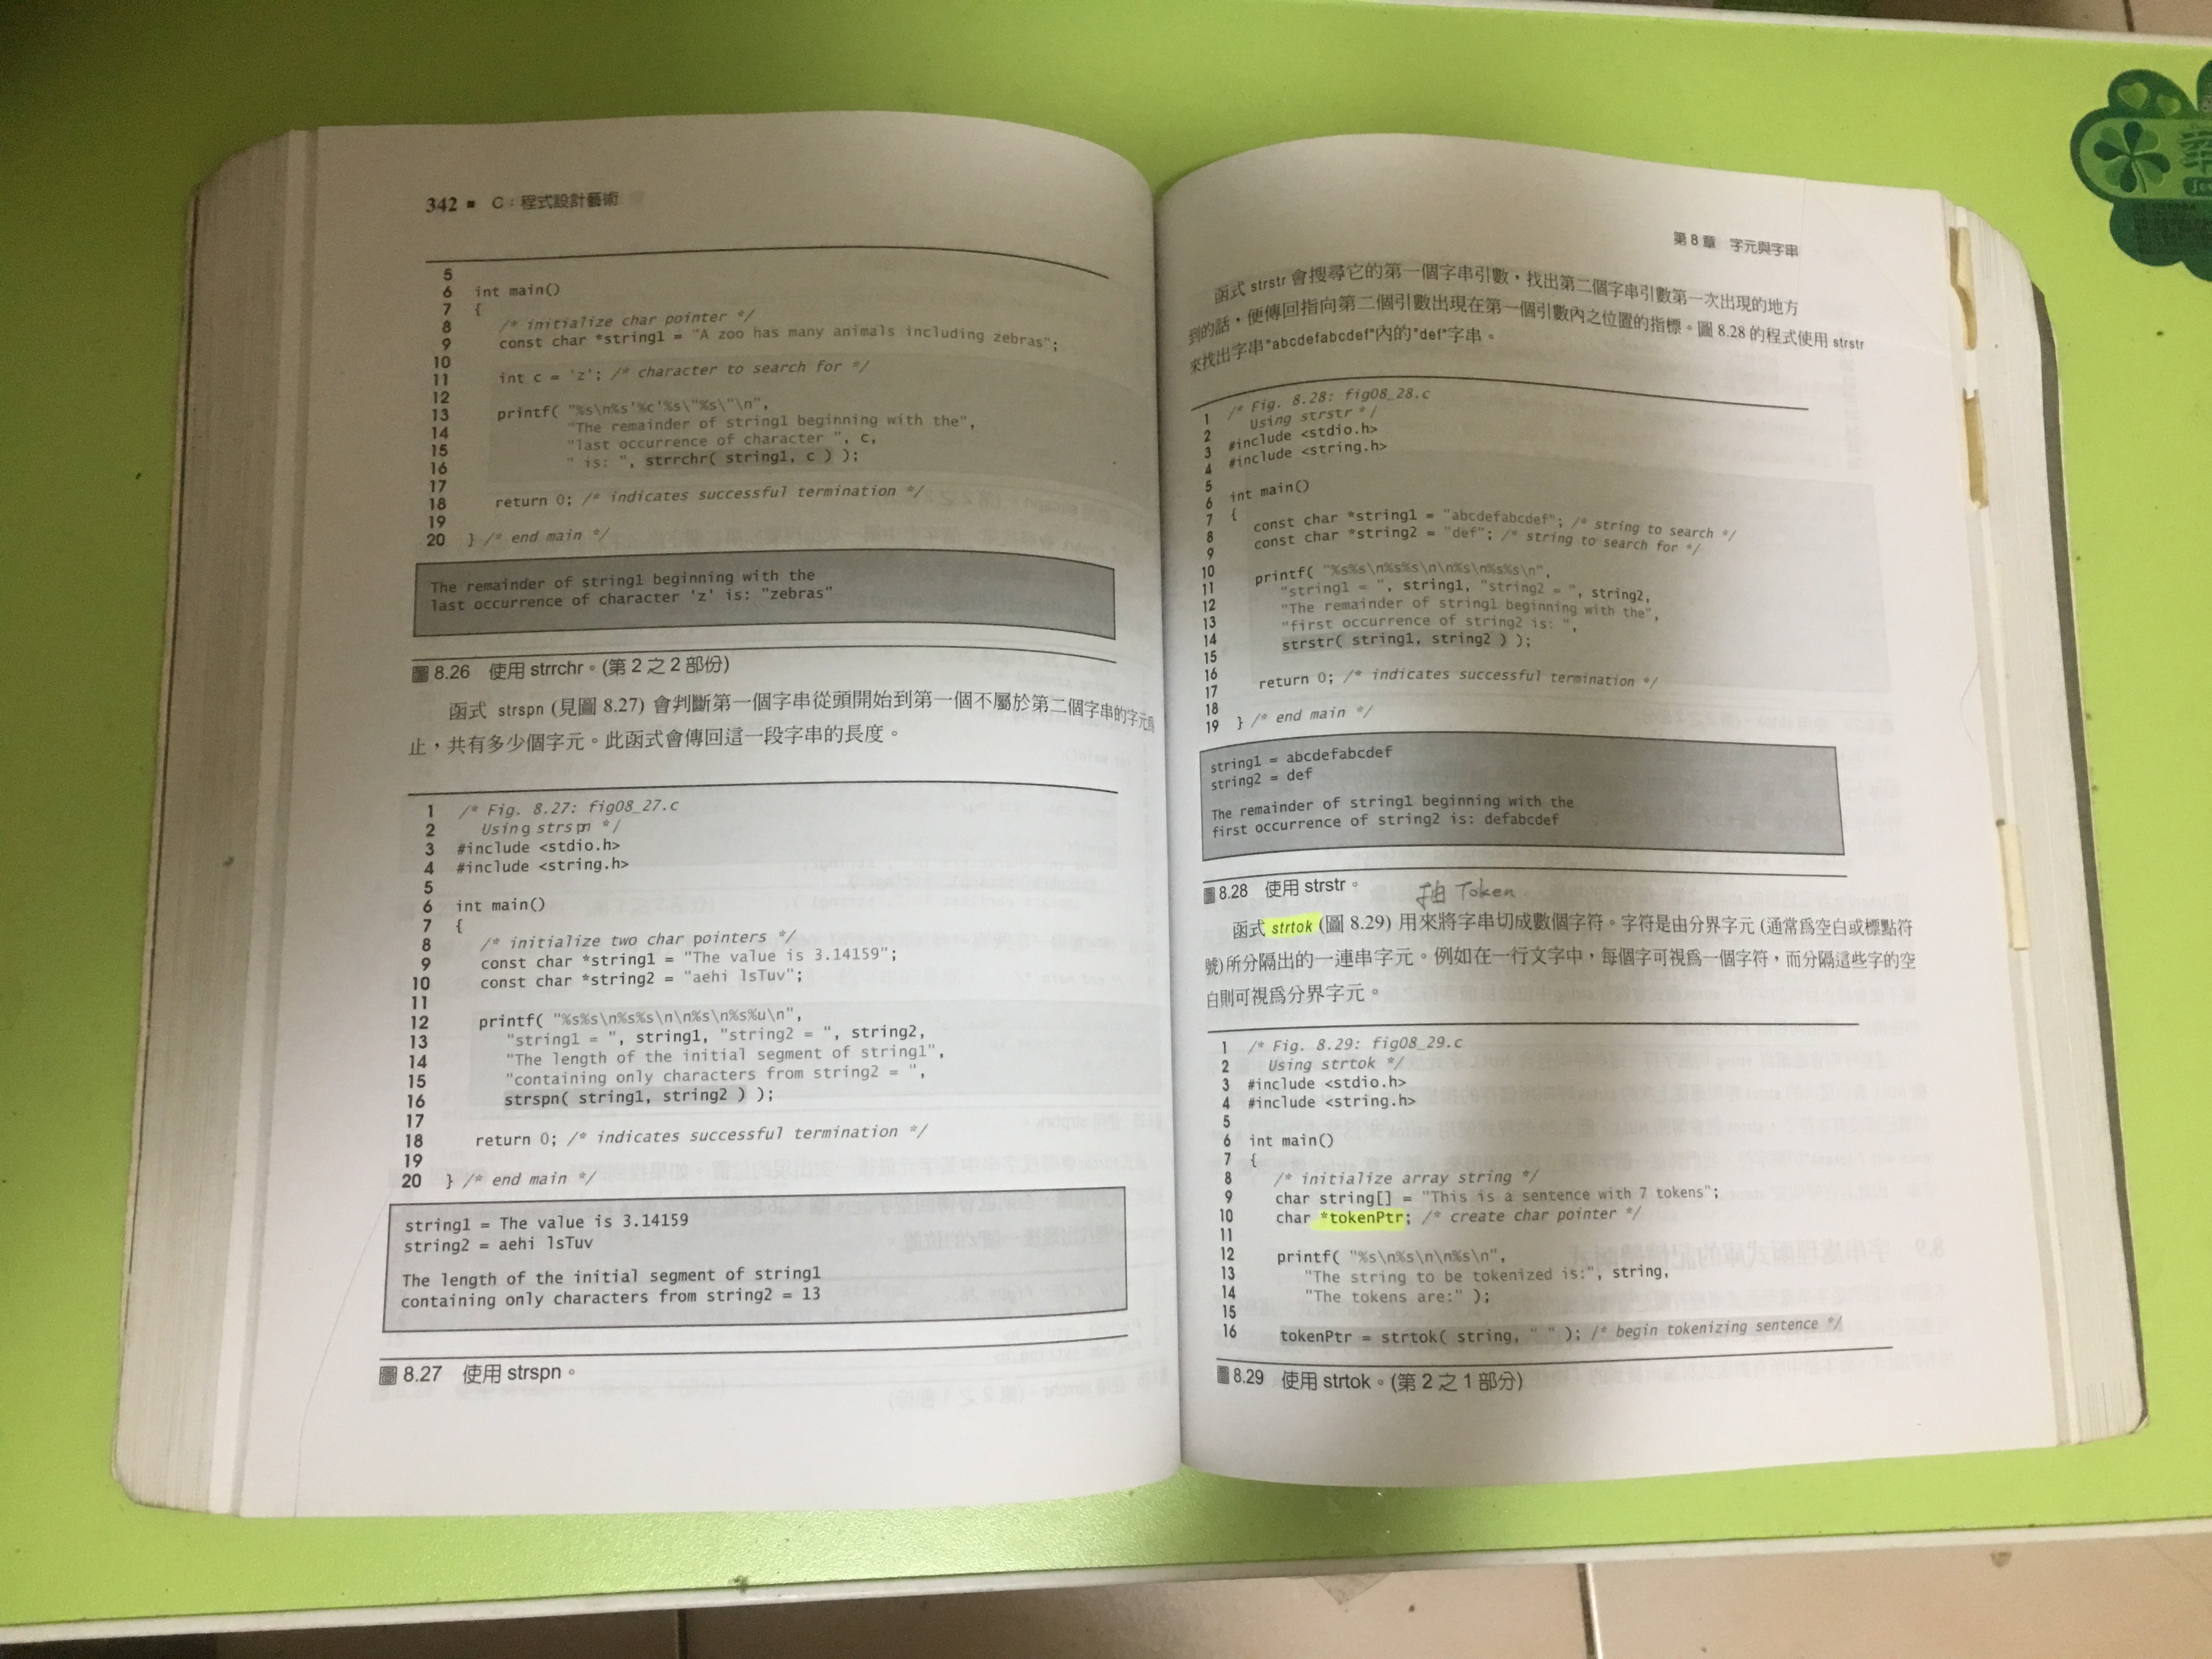 342 ■ C：程式設計藝術
5
6 int main()
7 {
8 /* initialize char pointer */
9 const char *string1 = "A zoo has many animals including zebras";
10
11 int c = 'z'; /* character to search for */
12
13 printf( "%s\n%s'%c'%s\"%s\"\n",
14 "The remainder of string1 beginning with the",
15 "last occurrence of character ", c,
16 " is: ", strrchr( string1, c ) );
17
18 return 0; /* indicates successful termination */
19
20 } /* end main */
The remainder of string1 beginning with the
last occurrence of character 'z' is: "zebras"
圖 8.26 使用 strrchr。(第 2 之 2 部份)
函式 strspn (見圖 8.27) 會判斷第一個字串從頭開始到第一個不屬於第二個字串的字元為
止，共有多少個字元。此函式會傳回這一段字串的長度。
1 /* Fig. 8.27: fig08_27.c
2 Using strspn */
3 #include <stdio.h>
4 #include <string.h>
5
6 int main()
7 {
8 /* initialize two char pointers */
9 const char *string1 = "The value is 3.14159";
10 const char *string2 = "aehi lsTuv";
11
12 printf( "%s%s\n%s%s\n\n%s\n%s%u\n",
13 "string1 = ", string1, "string2 = ", string2,
14 "The length of the initial segment of string1",
15 "containing only characters from string2 = ",
16 strspn( string1, string2 ) );
17
18 return 0; /* indicates successful termination */
19
20 } /* end main */
string1 = The value is 3.14159
string2 = aehi lsTuv
The length of the initial segment of string1
containing only characters from string2 = 13
圖 8.27 使用 strspn。
第 8 章 字元與字串
函式 strstr 會搜尋它的第一個字串引數，找出第二個字串引數第一次出現的地方
到的話，便傳回指向第二個引數出現在第一個引數內之位置的指標。圖 8.28 的程式使用 strstr
來找出字串"abcdefabcdef"內的"def"字串。
1 /* Fig. 8.28: fig08_28.c
2 Using strstr */
3 #include <stdio.h>
4 #include <string.h>
5
6 int main()
7 {
8 const char *string1 = "abcdefabcdef"; /* string to search */
9 const char *string2 = "def"; /* string to search for */
10
11 printf( "%s%s\n%s%s\n\n%s\n%s%s\n",
12 "string1 = ", string1, "string2 = ", string2,
13 "The remainder of string1 beginning with the",
14 "first occurrence of string2 is: ",
15 strstr( string1, string2 ) );
16
17 return 0; /* indicates successful termination */
18
19 } /* end main */
string1 = abcdefabcdef
string2 = def
The remainder of string1 beginning with the
first occurrence of string2 is: defabcdef
圖 8.28 使用 strstr。
抽 Token
函式 strtok (圖 8.29) 用來將字串切成數個字符。字符是由分界字元 (通常為空白或標點符
號) 所分隔出的一連串字元。例如在一行文字中，每個字可視為一個字符，而分隔這些字的空
白則可視為分界字元。
1 /* Fig. 8.29: fig08_29.c
2 Using strtok */
3 #include <stdio.h>
4 #include <string.h>
5
6 int main()
7 {
8 /* initialize array string */
9 char string[] = "This is a sentence with 7 tokens";
10 char *tokenPtr; /* create char pointer */
11
12 printf( "%s\n%s\n\n%s\n",
13 "The string to be tokenized is:", string,
14 "The tokens are:" );
15
16 tokenPtr = strtok( string, " " ); /* begin tokenizing sentence */
圖 8.29 使用 strtok。(第 2 之 1 部分)